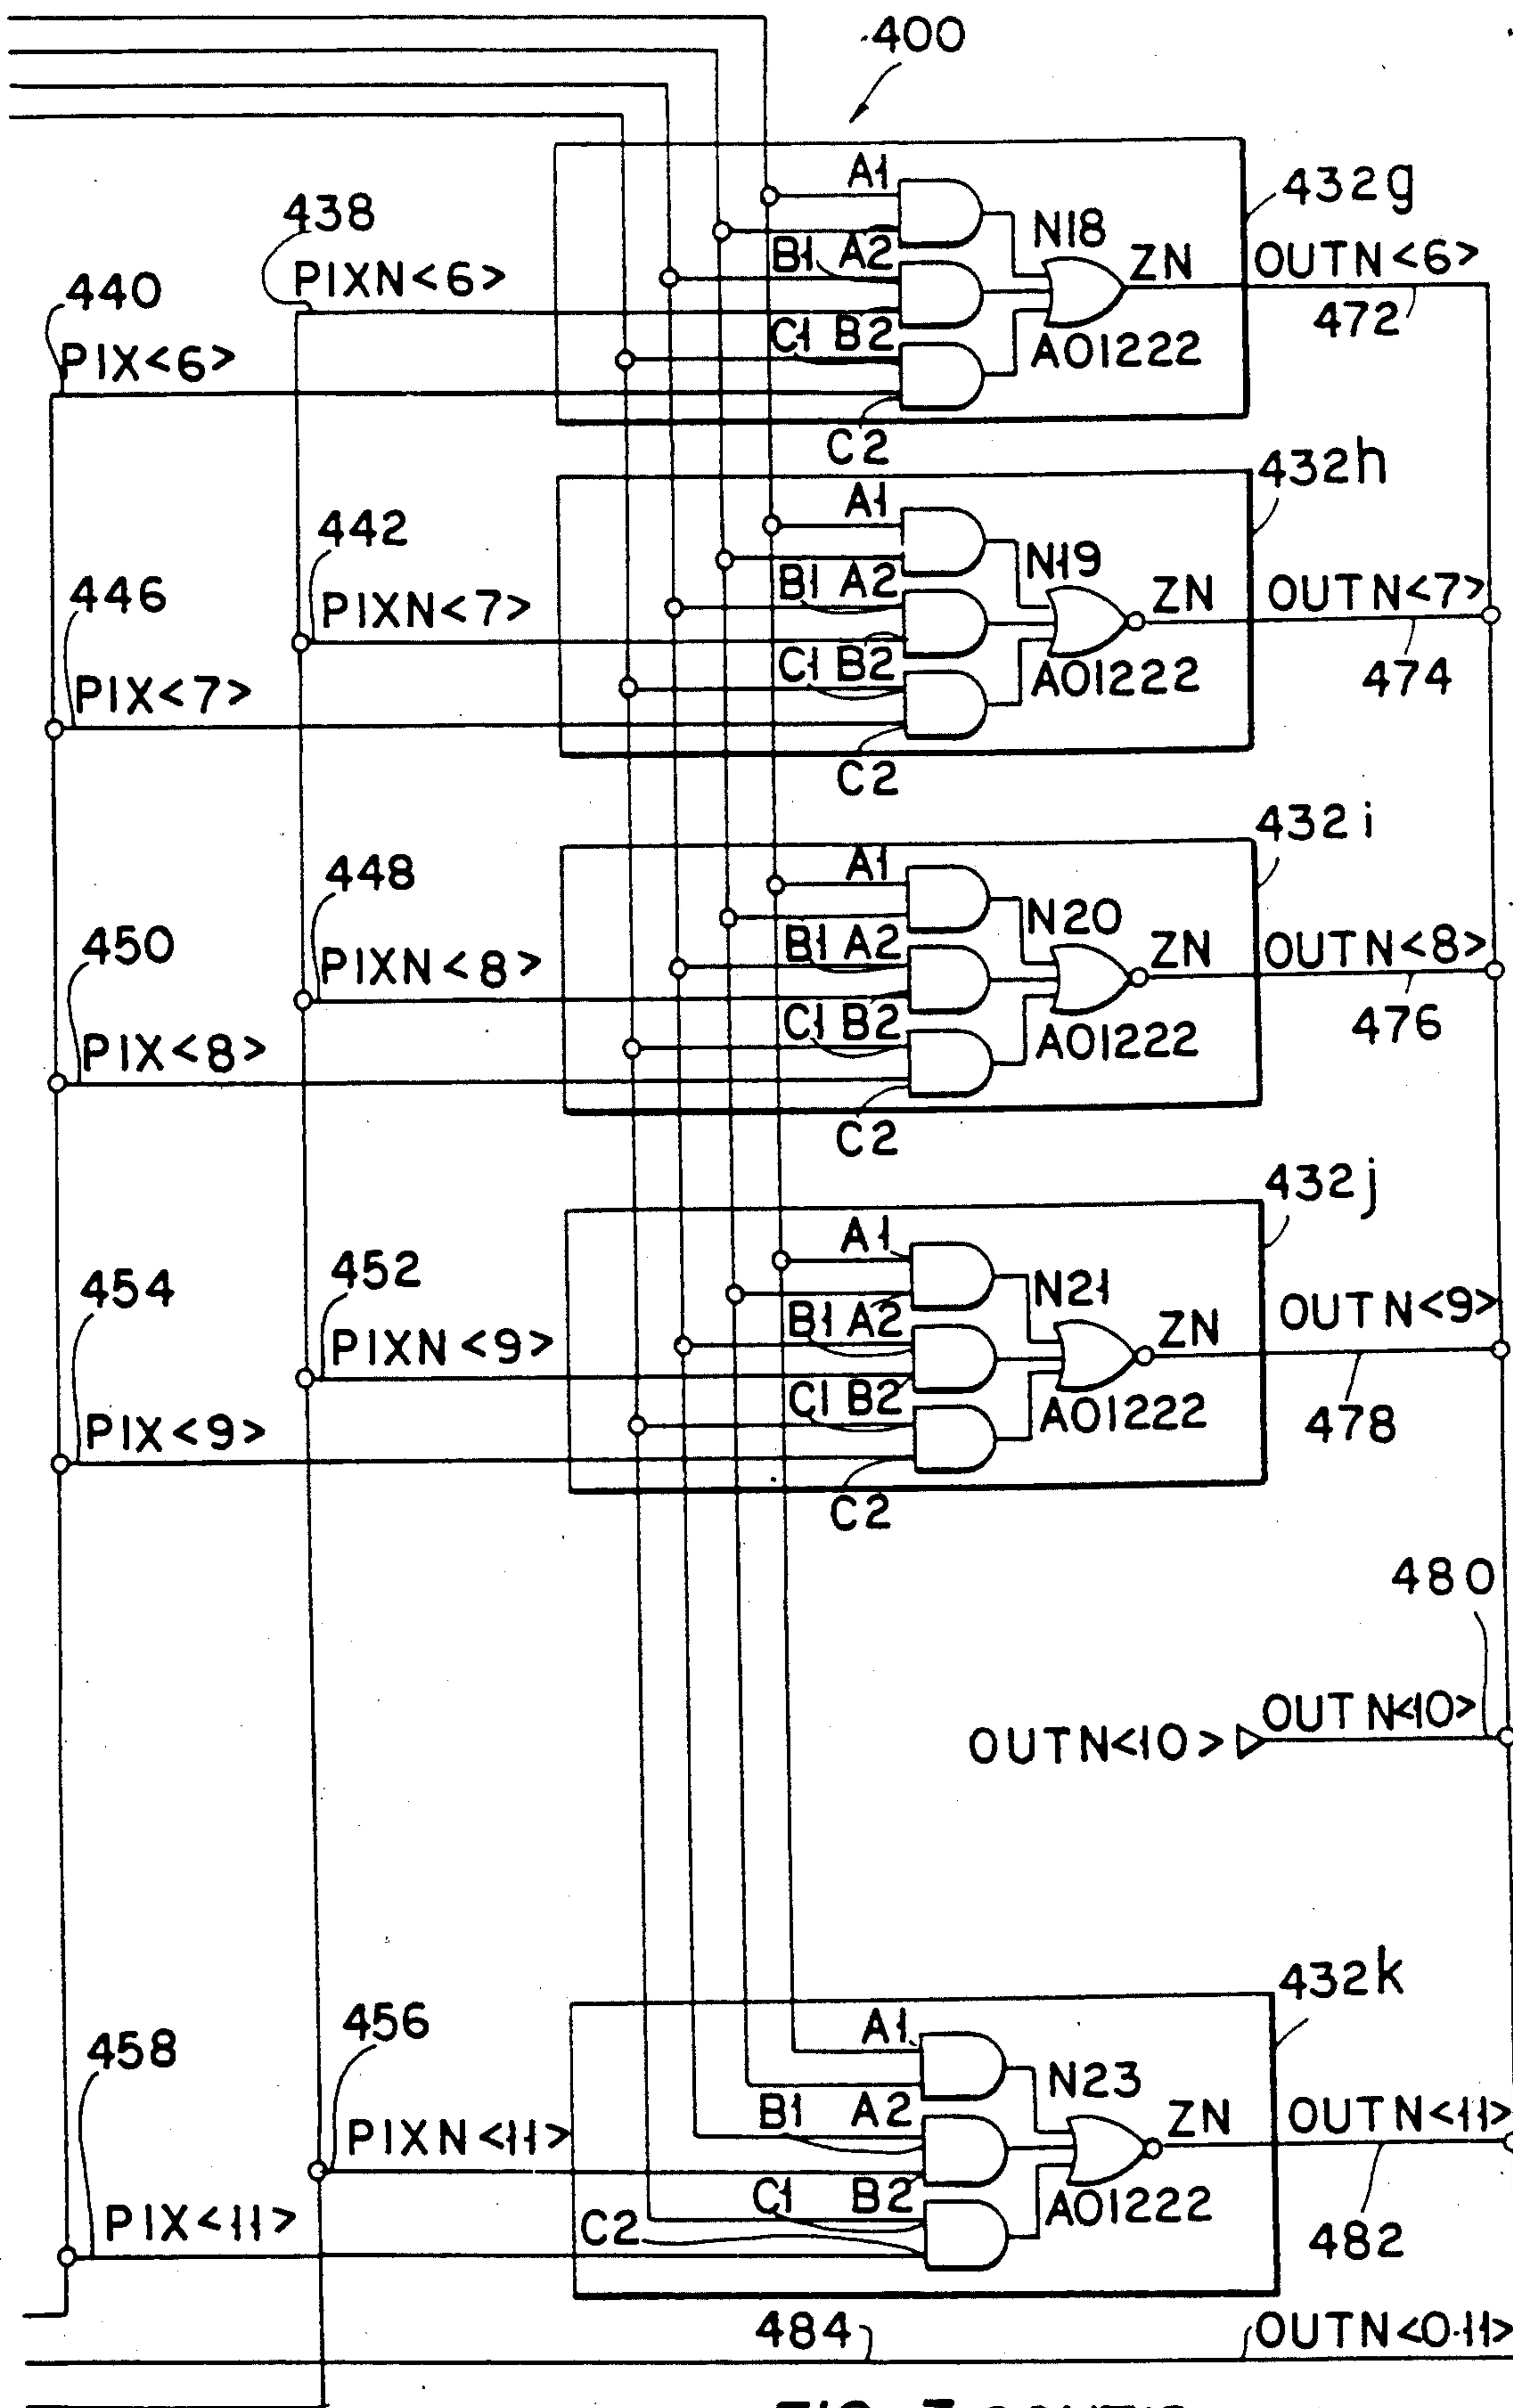 400
A1
432g
438
N18
B1 A2
ZN
OUTN<6>
PIXN<6>
440
472
C1 B2
A01222
PIX<6>
C2
432h
A1
442
N19
446
B1 A2
ZN
OUTN<7>
PIXN<7>
C1 B2
A01222
474
PIX<7>
C2
432i
A1
448
N20
450
B1 A2
ZN
OUTN<8>
PIXN<8>
C1 B2
476
PIX<8>
A01222
C2
432j
A1
452
454
N21
OUTN<9>
B1 A2
ZN
PIXN<9>
C1 B2
A01222
478
PIX<9>
C2
480
OUTN<10>
OUTN<10>
432k
456
A1
458
N23
B1 A2
ZN
OUTN<11>
PIXN<11>
C1 B2
A01222
PIX<11>
C2
482
484
OUTN<0-11>